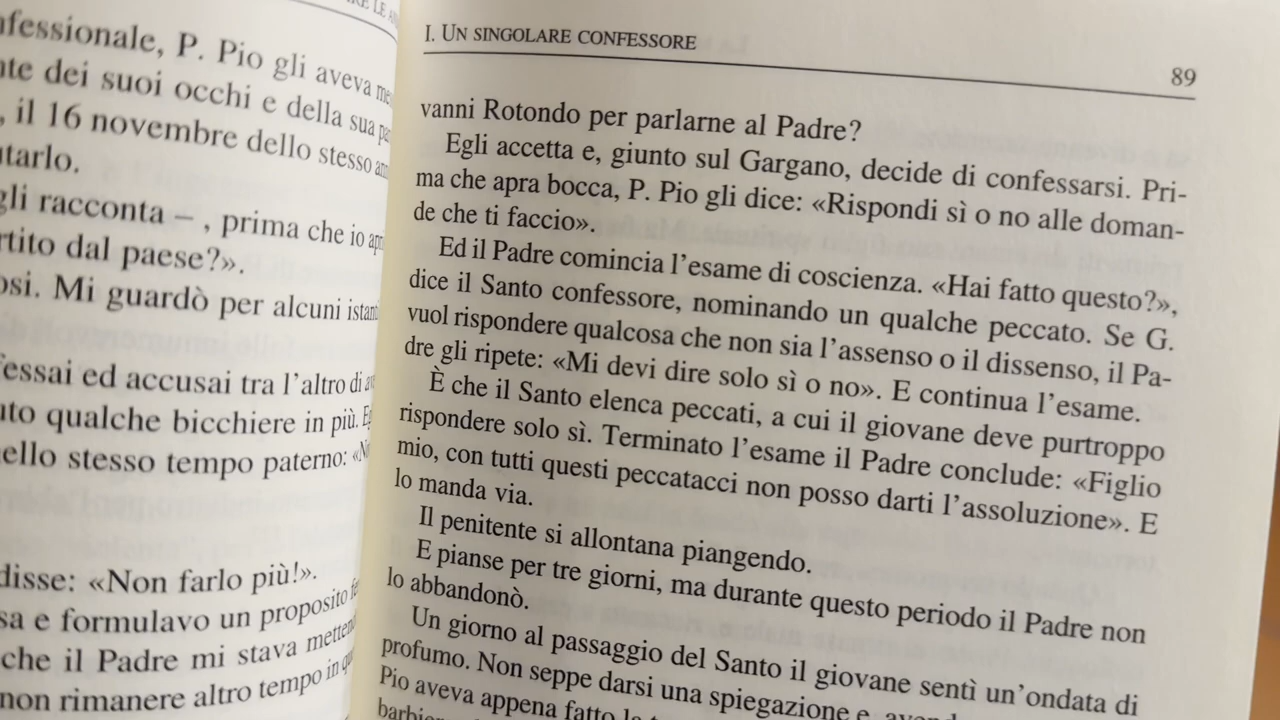 nfessionale, P. Pio gli aveva
nte dei suoi occhi e della sua
, il 16 novembre dello stesso
utarlo.
gli racconta – , prima che io
rtito dal paese?».
osi. Mi guardò per alcuni
fessai ed accusai tra l'altro di
uto qualche bicchiere in più.
ello stesso tempo paterno:
disse: «Non farlo più!».
sa e formulavo un proposito
che il Padre mi stava
non rimanere altro tempo in
I. UN SINGOLARE CONFESSORE
89
vanni Rotondo per parlarne al Padre?
Egli accetta e, giunto sul Gargano, decide di confessarsi. Pri-
ma che apra bocca, P. Pio gli dice: «Rispondi sì o no alle doman-
de che ti faccio».
Ed il Padre comincia l'esame di coscienza. «Hai fatto questo?»,
dice il Santo confessore, nominando un qualche peccato. Se G.
vuol rispondere qualcosa che non sia l'assenso o il dissenso, il Pa-
dre gli ripete: «Mi devi dire solo sì o no». E continua l'esame.
È che il Santo elenca peccati, a cui il giovane deve purtroppo
rispondere solo sì. Terminato l'esame il Padre conclude: «Figlio
mio, con tutti questi peccatacci non posso darti l'assoluzione». E
lo manda via.
Il penitente si allontana piangendo.
E pianse per tre giorni, ma durante questo periodo il Padre non
lo abbandonò.
Un giorno al passaggio del Santo il giovane sentì un'ondata di
profumo. Non seppe darsi una spiegazione e,
Pio aveva appena fatto